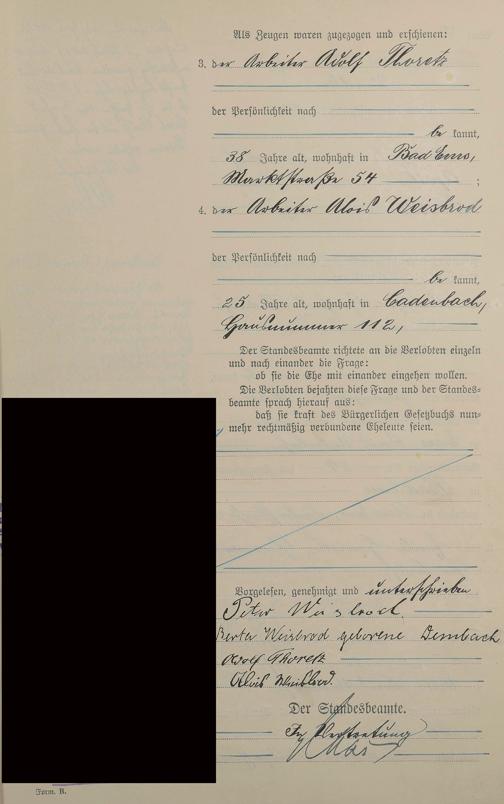 Als Zeugen waren zugezogen und erschienen:
3. der Arbeiter Adolf Thoretz
der Persönlichkeit nach
be kannt,
38 Jahre alt, wohnhaft in Bad Ems,
Marktstraße 54 ;
4. der Arbeiter Alois Weisbrod
der Persönlichkeit nach
be kannt,
25 Jahre alt, wohnhaft in Cadenbach,
Hausnummer 112,
Der Standesbeamte richtete an die Verlobten einzeln
und nach einander die Frage:
ob sie die Ehe mit einander eingehen wollen.
Die Verlobten bejahten diese Frage und der Standes=
beamte sprach hierauf aus:
daß sie kraft des Bürgerlichen Gesetzbuchs nun=
mehr rechtmäßig verbundene Eheleute seien.
Vorgelesen, genehmigt und unterschrieben
Peter Weisbrod.
Berta Weisbrod geborene Dembach
Adolf Thoretz
Alois Weisbrod.
Der Standesbeamte.
In Vertretung
Form. B.